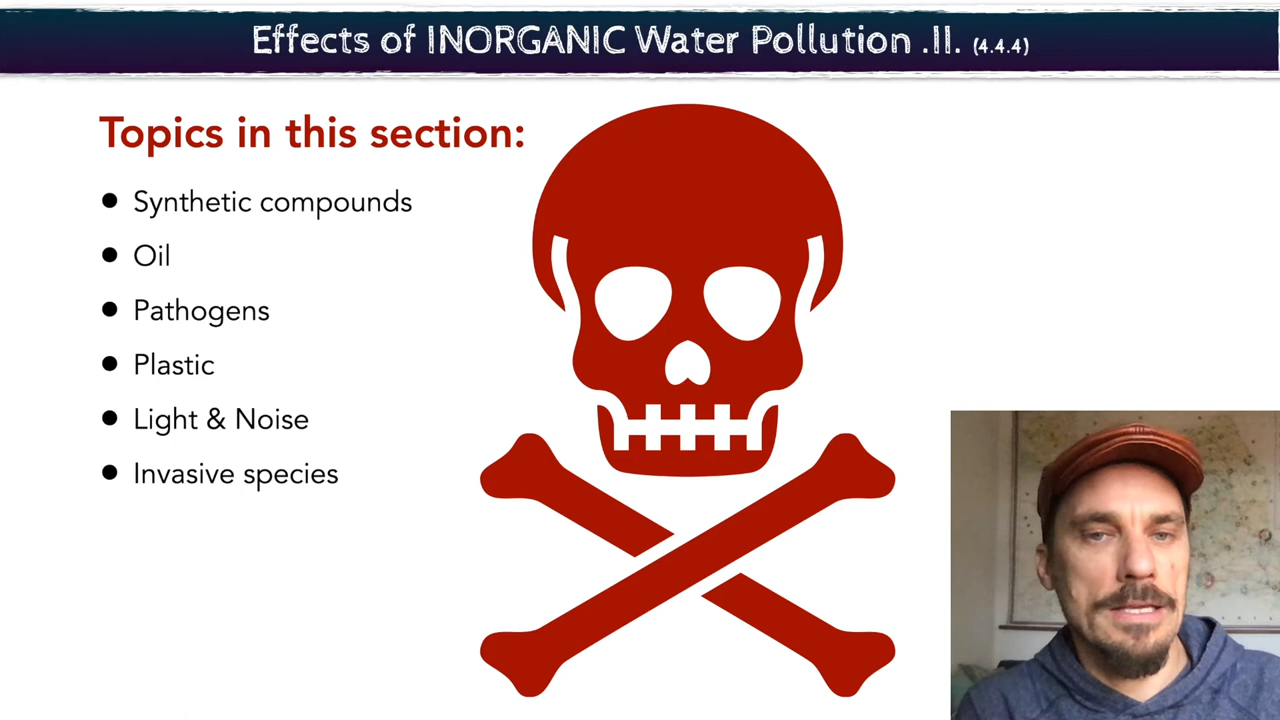 Effects of INORGANIC Water Pollution .II. (4.4.4)
Topics in this section:
● Synthetic compounds
● Oil
● Pathogens
● Plastic
● Light & Noise
● Invasive species